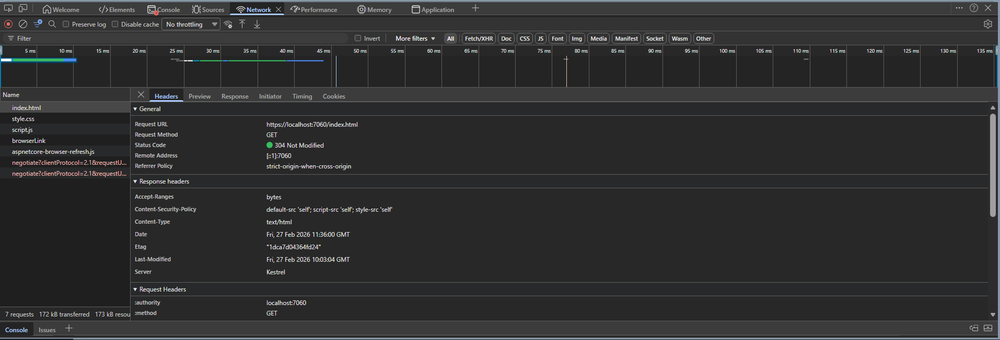 Welcome Elements Console Sources Network Performance Memory Application
Preserve log Disable cache No throttling
Filter Invert More filters All Fetch/XHR Doc CSS JS Font Img Media Manifest Socket Wasm Other
5 ms 10 ms 15 ms 20 ms 25 ms 30 ms 35 ms 40 ms 45 ms 50 ms 55 ms 60 ms 65 ms 70 ms 75 ms 80 ms 85 ms 90 ms 95 ms 100 ms 105 ms 110 ms 115 ms 120 ms 125 ms 130 ms 135 ms
Name
index.html
style.css
script.js
browserLink
aspnetcore-browser-refresh.js
negotiate?clientProtocol=2.1&requestU...
negotiate?clientProtocol=2.1&requestU...
7 requests 172 kB transferred 173 kB resou
Headers Preview Response Initiator Timing Cookies
General
Request URL https://localhost:7060/index.html
Request Method GET
Status Code 304 Not Modified
Remote Address [::1]:7060
Referrer Policy strict-origin-when-cross-origin
Response headers
Accept-Ranges bytes
Content-Security-Policy default-src 'self'; script-src 'self'; style-src 'self'
Content-Type text/html
Date Fri, 27 Feb 2026 11:36:00 GMT
Etag "1dca7d04364fd24"
Last-Modified Fri, 27 Feb 2026 10:03:04 GMT
Server Kestrel
Request Headers
:authority localhost:7060
:method GET
Console Issues